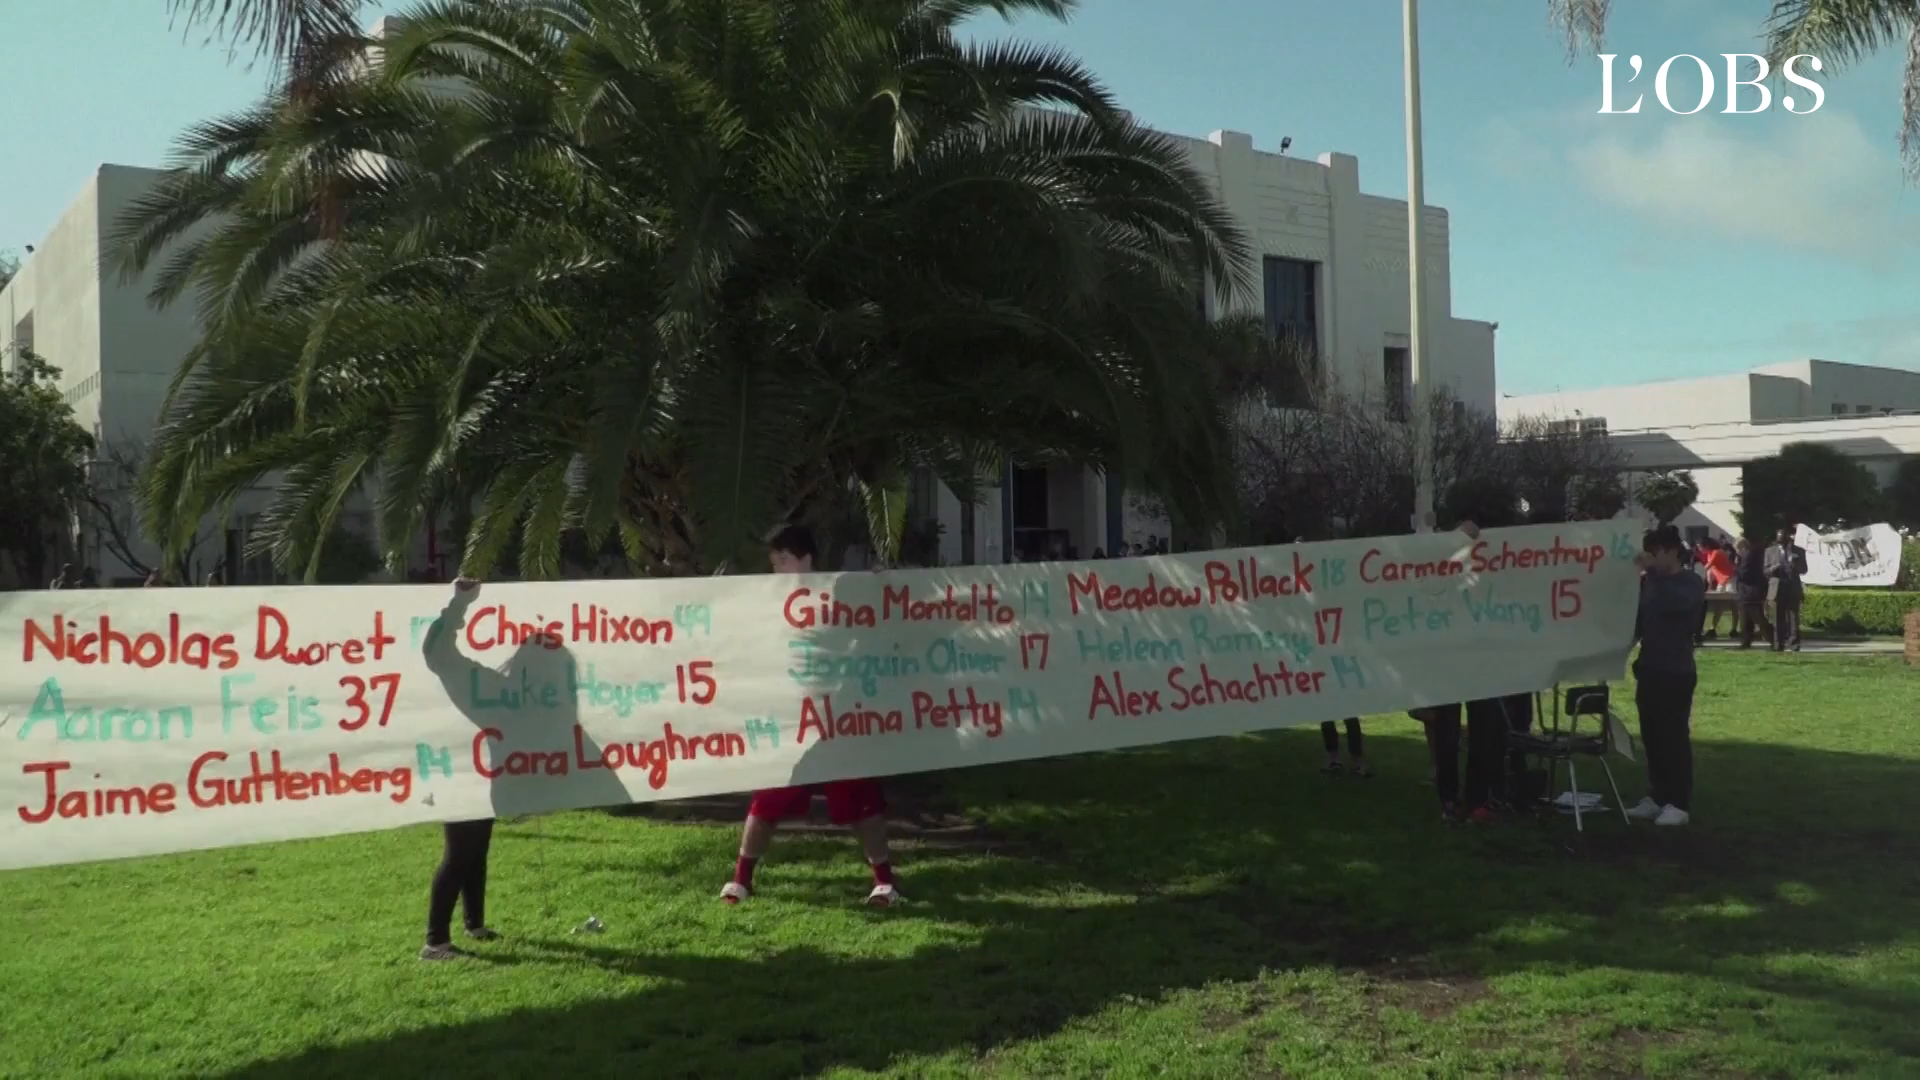 L'OBS
Nicholas Dworet 17
Aaron Feis 37
Jaime Guttenberg 14
Chris Hixon 49
Luke Hoyer 15
Cara Loughran 14
Gina Montalto 14
Joaquin Oliver 17
Alaina Petty 14
Meadow Pollack 18
Helena Ramsay 17
Alex Schachter 14
Carmen Schentrup 16
Peter Wang 15